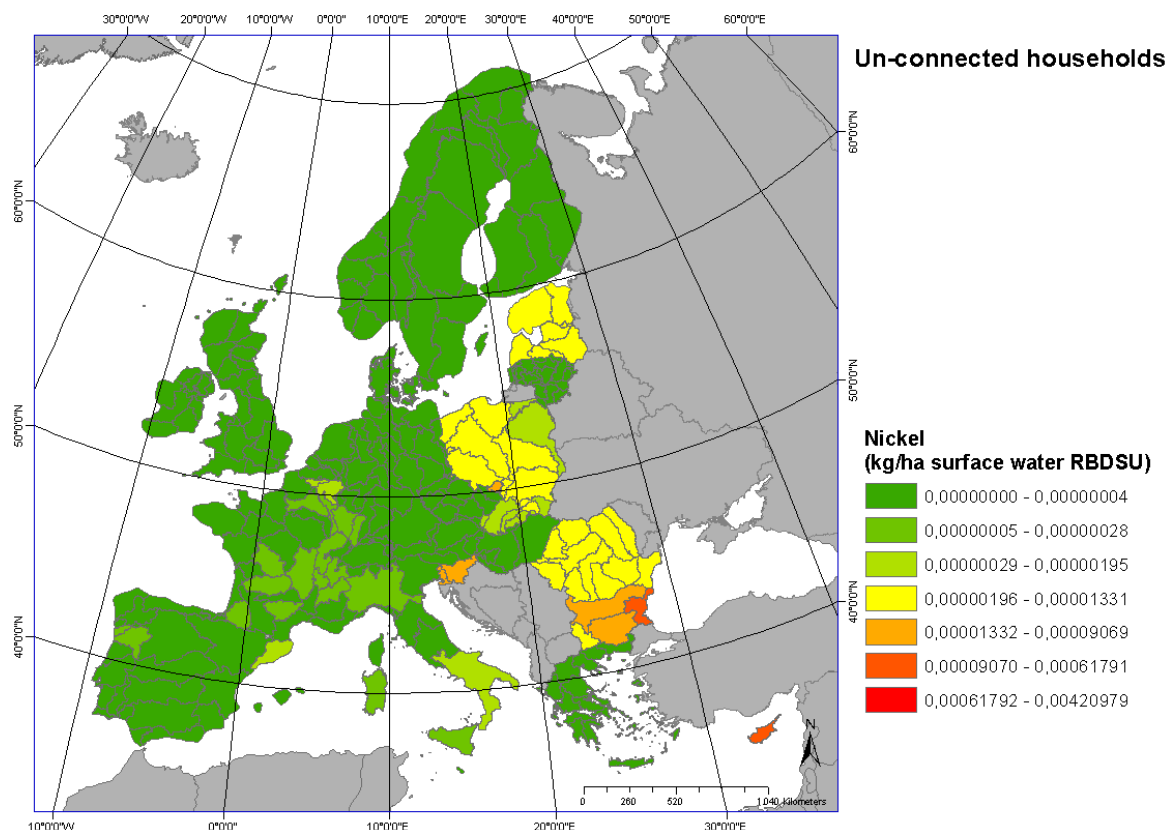 30°0'0"W 20°0'0"W 10°0'0"W 0°0'0" 10°0'0"E 20°0'0"E 30°0'0"E 40°0'0"E 50°0'0"E 60°0'0"E
Un-connected households
60°0'0"N
60°0'0"N
50°0'0"N
50°0'0"N
40°0'0"N
40°0'0"N
Nickel
(kg/ha surface water RBDSU)
0,00000000 - 0,00000004
0,00000005 - 0,00000028
0,00000029 - 0,00000195
0,00000196 - 0,00001331
0,00001332 - 0,00009069
0,00009070 - 0,00061791
0,00061792 - 0,00420979
N
0 260 520 1 040 Kilometers
10°0'0"W 0°0'0" 10°0'0"E 20°0'0"E 30°0'0"E